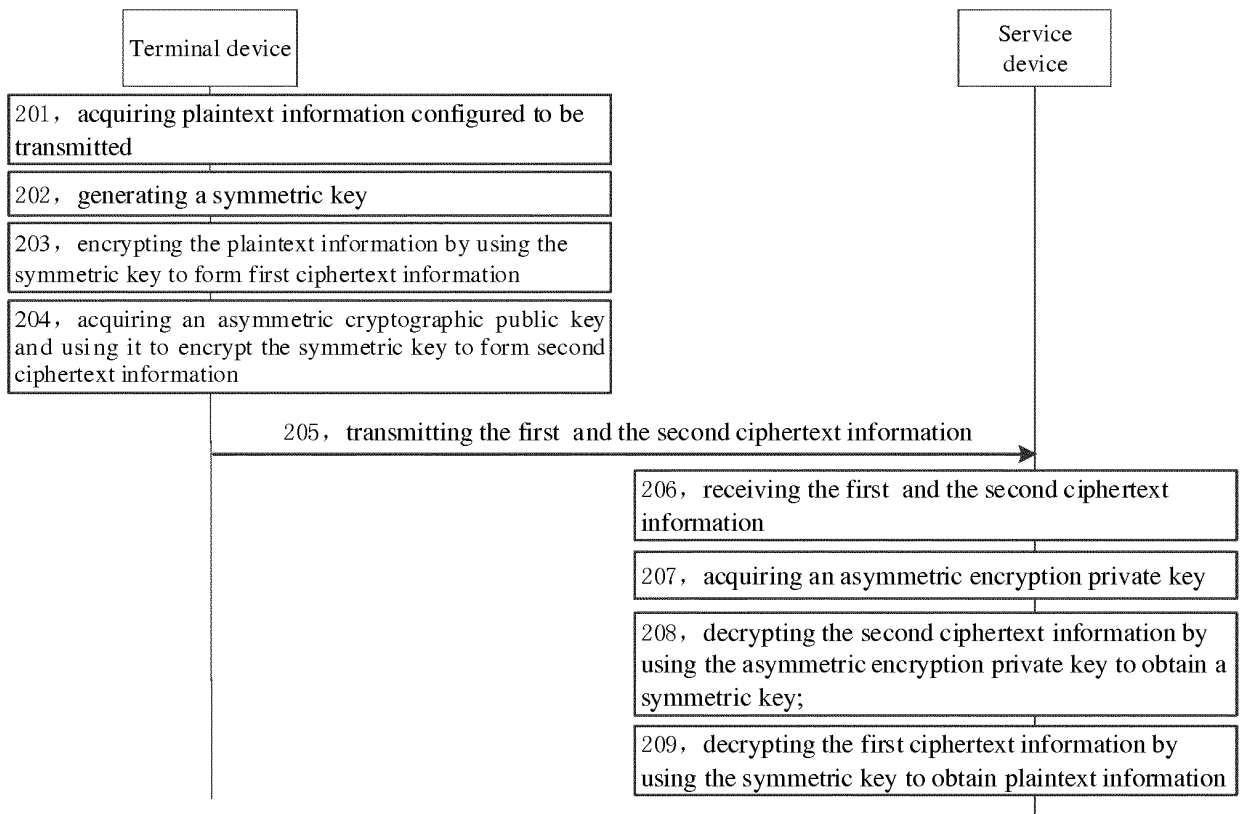 Terminal device
Service
device
201, acquiring plaintext information configured to be
transmitted
202, generating a symmetric key
203, encrypting the plaintext information by using the
symmetric key to form first ciphertext information
204, acquiring an asymmetric cryptographic public key
and using it to encrypt the symmetric key to form second
ciphertext information
205, transmitting the first and the second ciphertext information
206, receiving the first and the second ciphertext
information
207, acquiring an asymmetric encryption private key
208, decrypting the second ciphertext information by
using the asymmetric encryption private key to obtain a
symmetric key;
209, decrypting the first ciphertext information by
using the symmetric key to obtain plaintext information